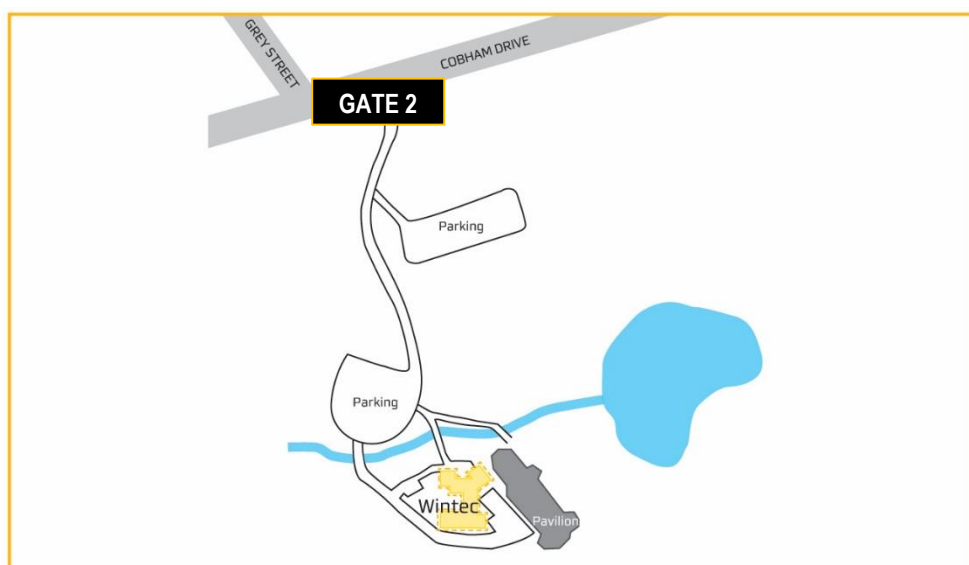 GREY STREET
COBHAM DRIVE
GATE 2
Parking
Parking
Wintec
Pavilion